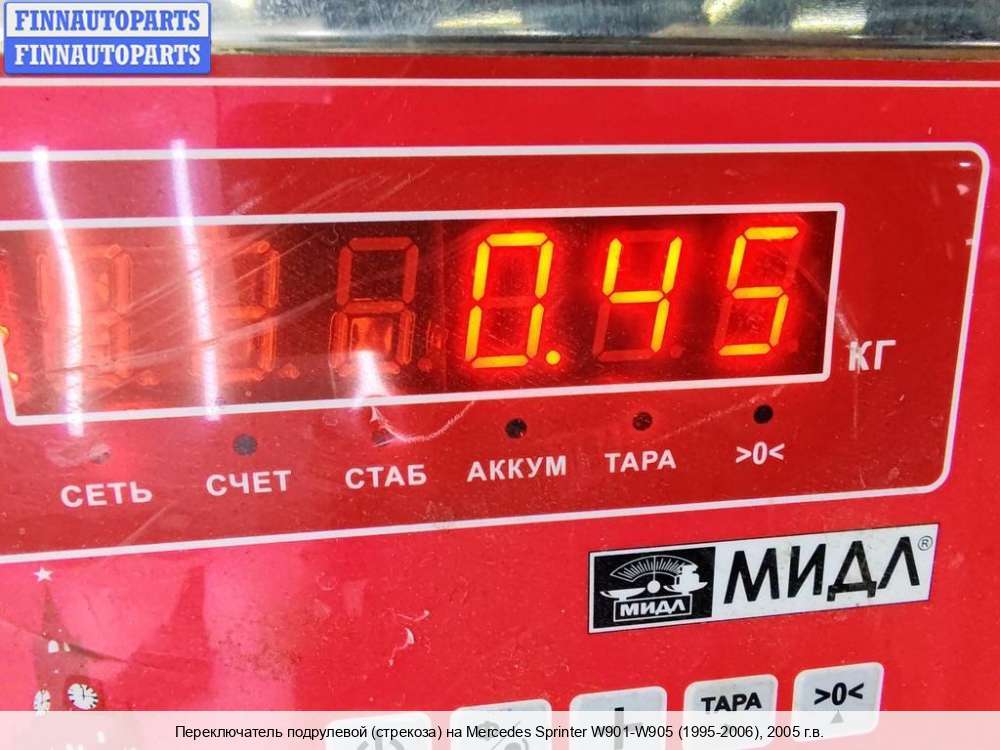 FINNAUTOPARTS
FINNAUTOPARTS
0.45
кг
СЕТЬ СЧЕТ СТАБ АККУМ ТАРА >0<
МИДЛ МИДЛ®
ТАРА >0<
Переключатель подрулевой (стрекоза) на Mercedes Sprinter W901-W905 (1995-2006), 2005 г.в.